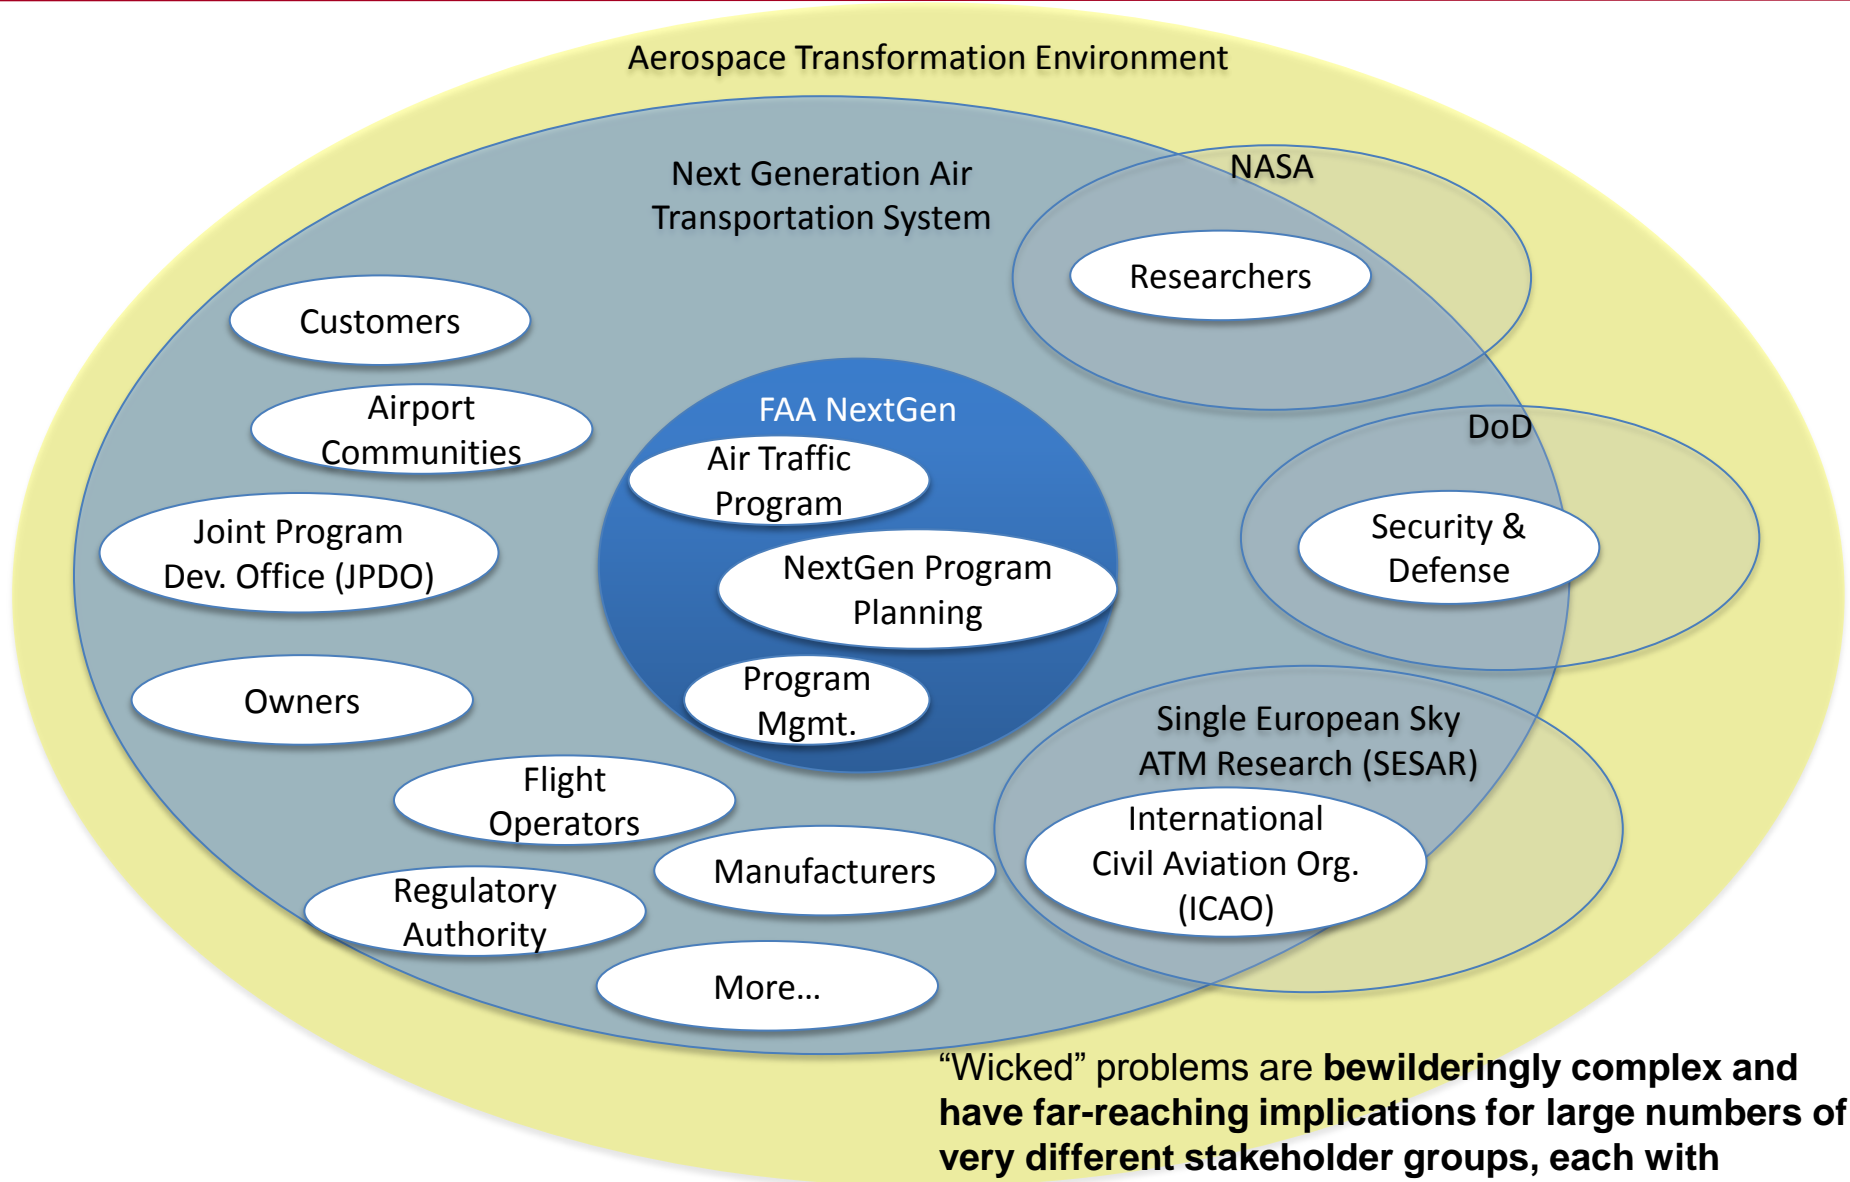 Aerospace Transformation Environment
Next Generation Air
Transportation System
NASA
Researchers
Customers
Airport
Communities
FAA NextGen
Air Traffic
Program
DoD
Security &
Defense
Joint Program
Dev. Office (JPDO)
NextGen Program
Planning
Owners
Program
Mgmt.
Single European Sky
ATM Research (SESAR)
Flight
Operators
International
Civil Aviation Org.
(ICAO)
Manufacturers
Regulatory
Authority
More…
“Wicked” problems are bewilderingly complex and
have far-reaching implications for large numbers of
very different stakeholder groups, each with